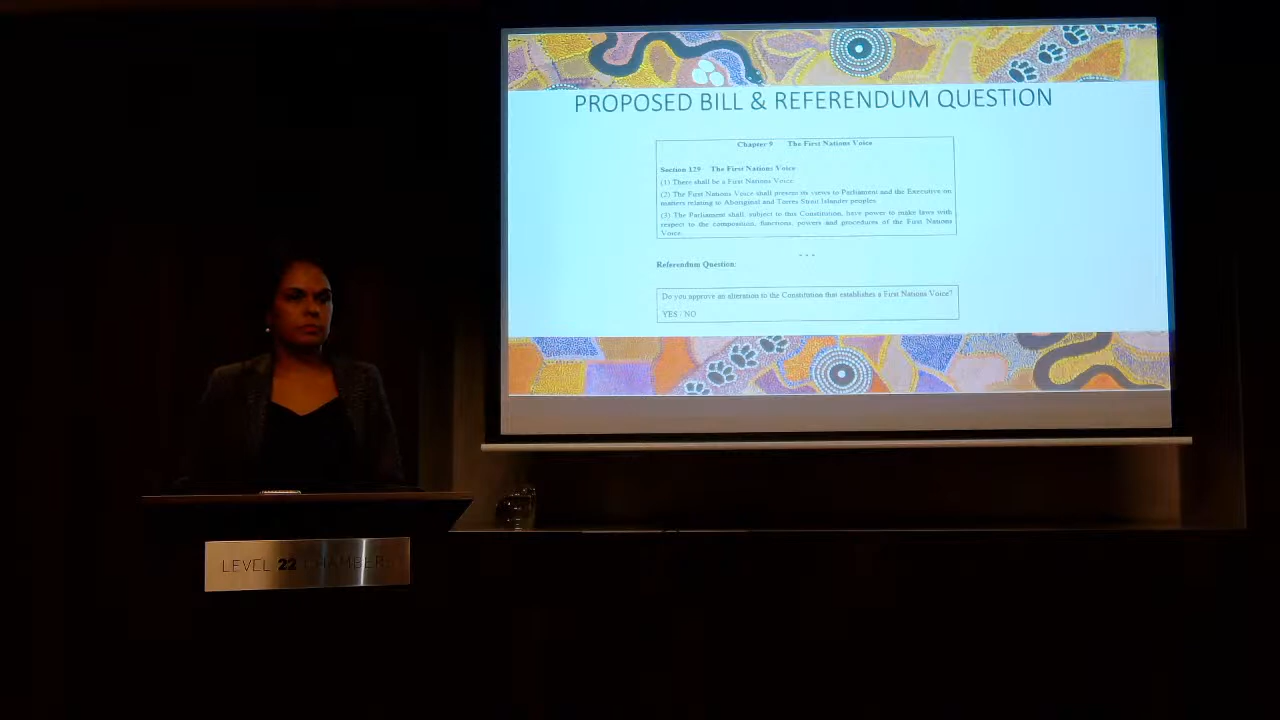 PROPOSED BILL & REFERENDUM QUESTION
Chapter 9 The First Nations Voice
Section 129 The First Nations Voice
(1) There shall be a First Nations Voice.
(2) The First Nations Voice shall present its views to Parliament and the Executive on
matters relating to Aboriginal and Torres Strait Islander peoples.
(3) The Parliament shall, subject to this Constitution, have power to make laws with
respect to the composition, functions, powers and procedures of the First Nations
Voice.
* * *
Referendum Question:
Do you approve an alteration to the Constitution that establishes a First Nations Voice?
YES / NO
LEVEL 22 CHAMBERS